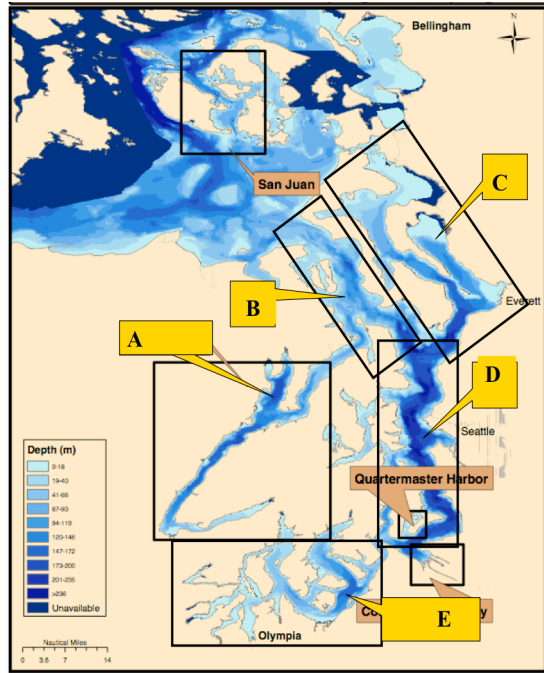 Bellingham
N
San Juan
C
B
Everett
A
D
Seattle
Depth (m)
0-18
19-40
41-66
67-93
94-119
120-146
147-172
173-200
201-235
>236
Unavailable
Quartermaster Harbor
E
Olympia
Nautical Miles
0 3.5 7 14